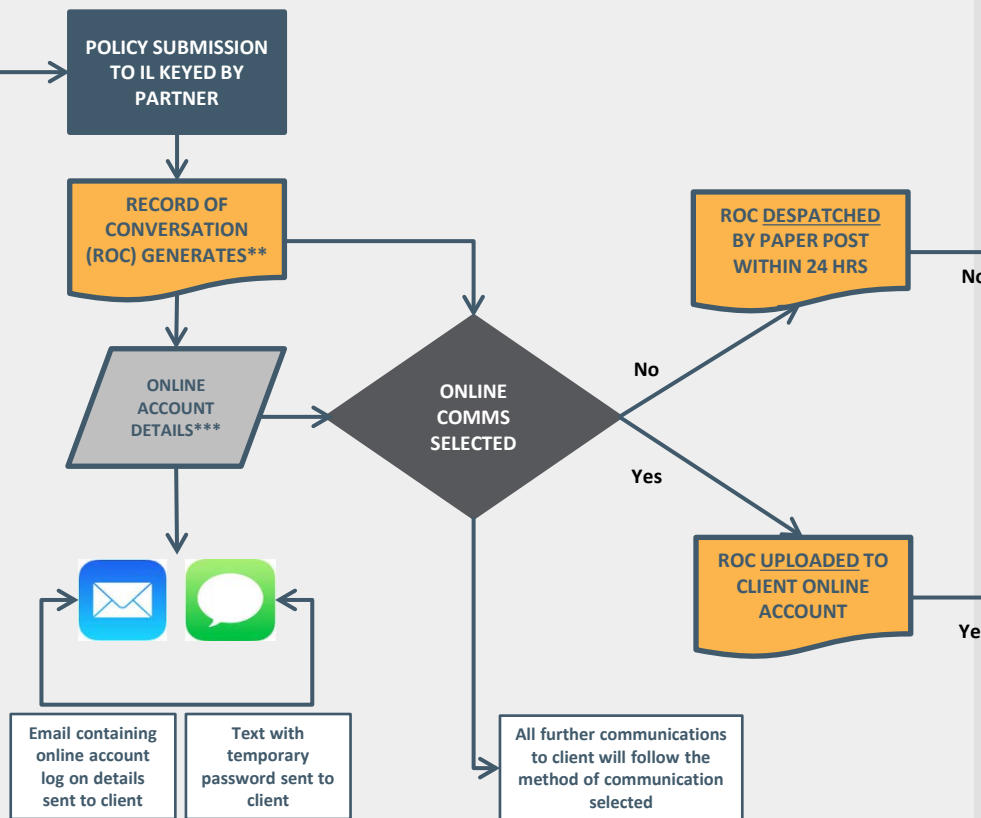 POLICY SUBMISSION
TO IL KEYED BY
PARTNER
RECORD OF
CONVERSATION
(ROC) GENERATES**
ONLINE
ACCOUNT
DETAILS***
ONLINE
COMMS
SELECTED
No
Yes
ROC DESPATCHED
BY PAPER POST
WITHIN 24 HRS
No
ROC UPLOADED TO
CLIENT ONLINE
ACCOUNT
Ye
Email containing
online account
log on details
sent to client
Text with
temporary
password sent to
client
All further communications
to client will follow the
method of communication
selected